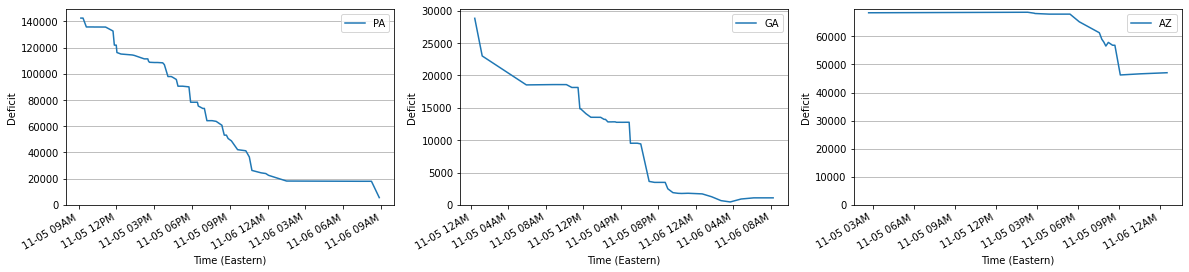 PA
140000
120000
100000
80000
60000
40000
20000
0
Deficit
11-05 09AM
11-05 12PM
11-05 03PM
11-05 06PM
11-05 09PM
11-06 12AM
11-06 03AM
11-06 06AM
11-06 09AM
Time (Eastern)
GA
30000
25000
20000
15000
10000
5000
0
Deficit
11-05 12AM
11-05 04AM
11-05 08AM
11-05 12PM
11-05 04PM
11-05 08PM
11-06 12AM
11-06 04AM
11-06 08AM
Time (Eastern)
AZ
60000
50000
40000
30000
20000
10000
0
Deficit
11-05 03AM
11-05 06AM
11-05 09AM
11-05 12PM
11-05 03PM
11-05 06PM
11-05 09PM
11-06 12AM
Time (Eastern)